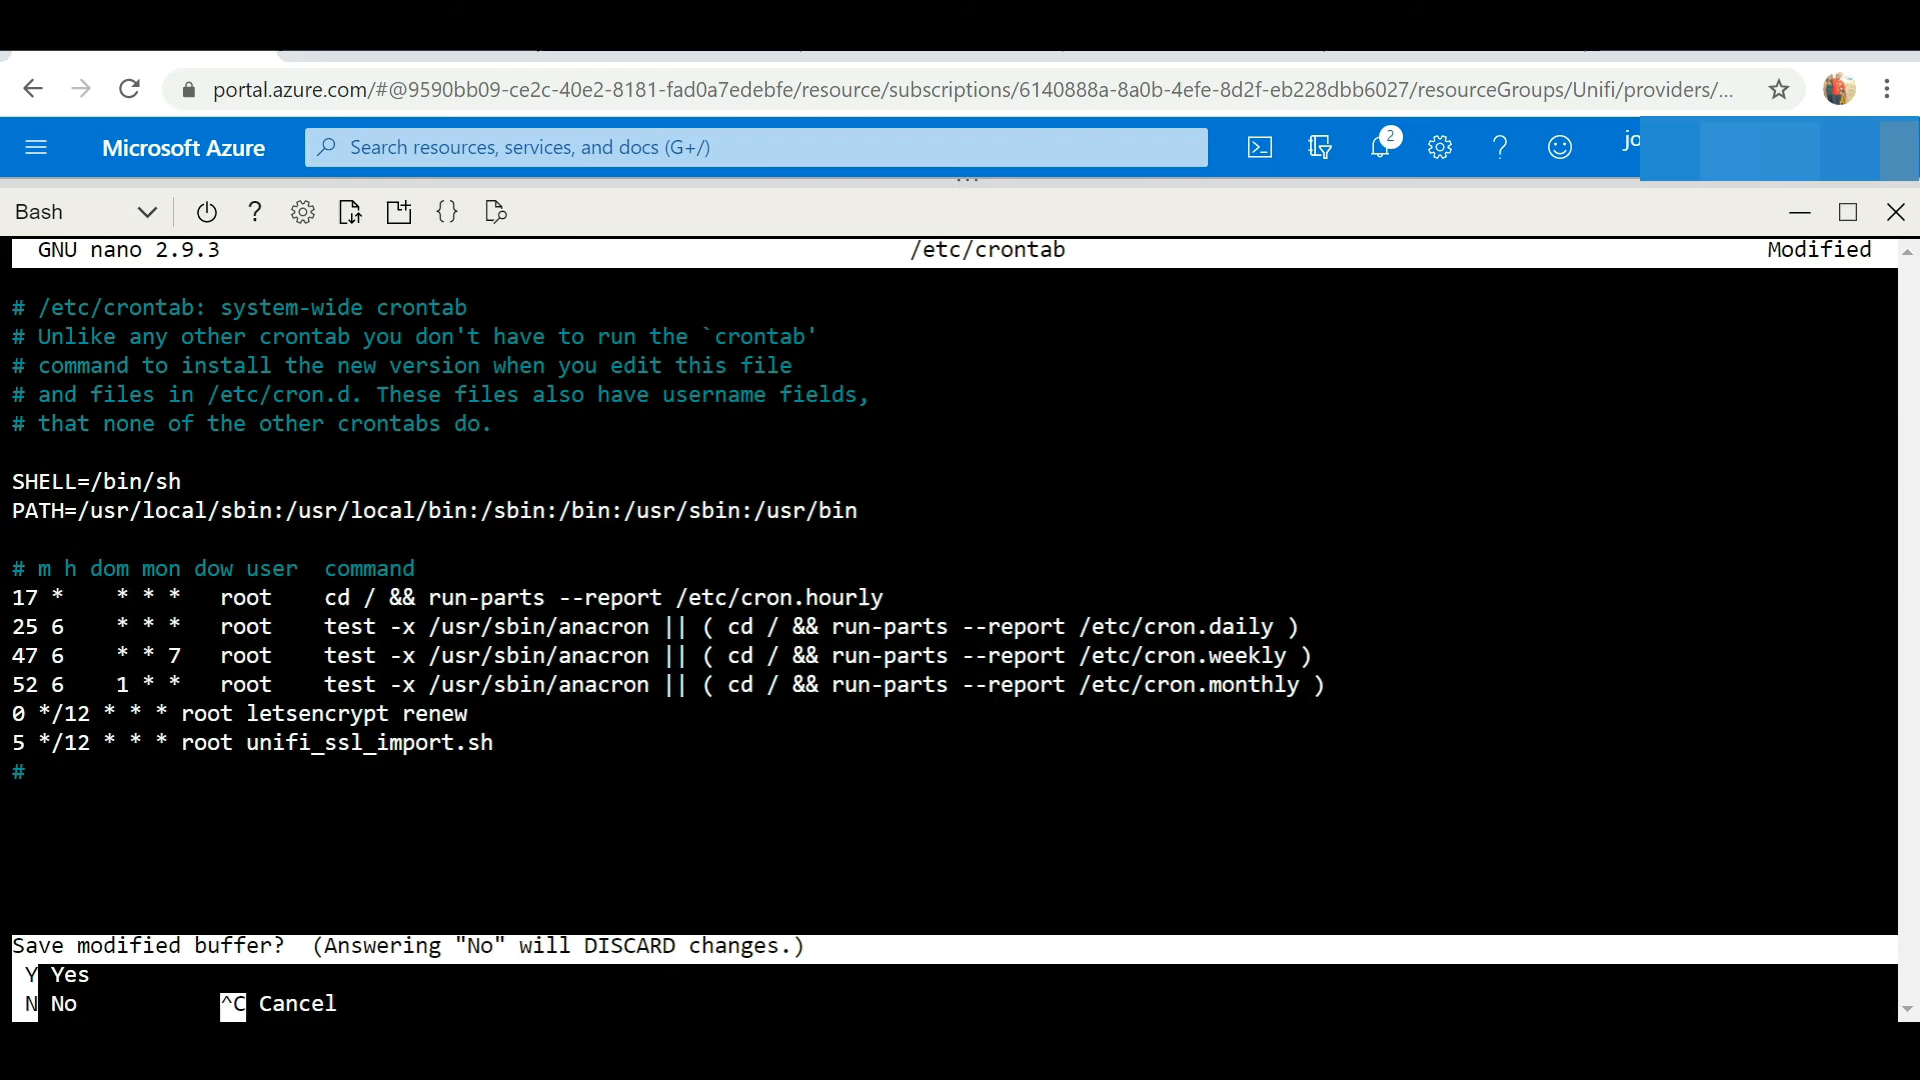 portal.azure.com/#@9590bb09-ce2c-40e2-8181-fad0a7edebfe/resource/subscriptions/6140888a-8a0b-4efe-8d2f-eb228dbb6027/resourceGroups/Unifi/providers/...
Microsoft Azure Search resources, services, and docs (G+/) 2 jo
Bash
GNU nano 2.9.3 /etc/crontab Modified
# /etc/crontab: system-wide crontab
# Unlike any other crontab you don't have to run the `crontab'
# command to install the new version when you edit this file
# and files in /etc/cron.d. These files also have username fields,
# that none of the other crontabs do.
SHELL=/bin/sh
PATH=/usr/local/sbin:/usr/local/bin:/sbin:/bin:/usr/sbin:/usr/bin
# m h dom mon dow user  command
17 *    * * *   root    cd / && run-parts --report /etc/cron.hourly
25 6    * * *   root    test -x /usr/sbin/anacron || ( cd / && run-parts --report /etc/cron.daily )
47 6    * * 7   root    test -x /usr/sbin/anacron || ( cd / && run-parts --report /etc/cron.weekly )
52 6    1 * *   root    test -x /usr/sbin/anacron || ( cd / && run-parts --report /etc/cron.monthly )
0 */12 * * * root letsencrypt renew
5 */12 * * * root unifi_ssl_import.sh
#
Save modified buffer?  (Answering "No" will DISCARD changes.)
Y Yes
N No ^C Cancel